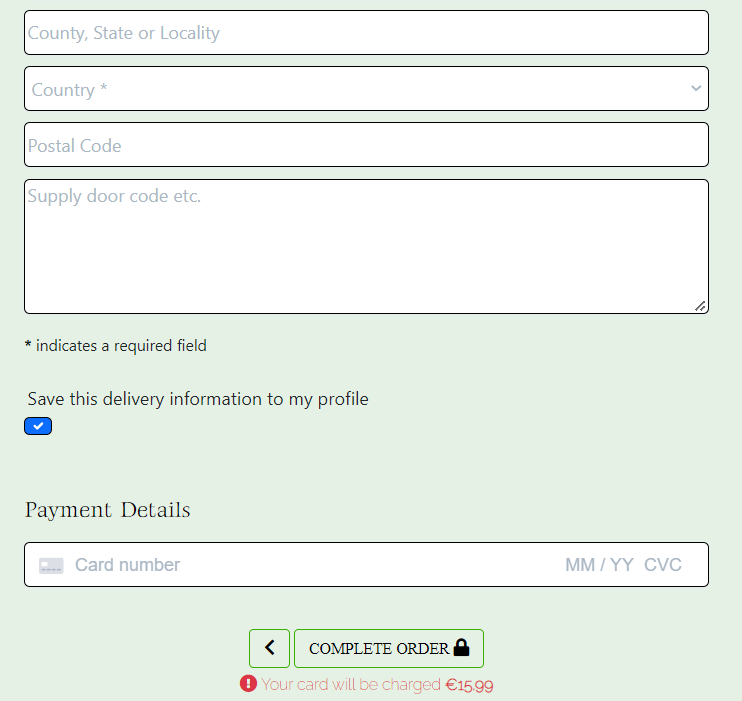 County, State or Locality
Country *
Postal Code
Supply door code etc.
* indicates a required field
Save this delivery information to my profile
Payment Details
Card number MM / YY CVC
COMPLETE ORDER
Your card will be charged €15.99